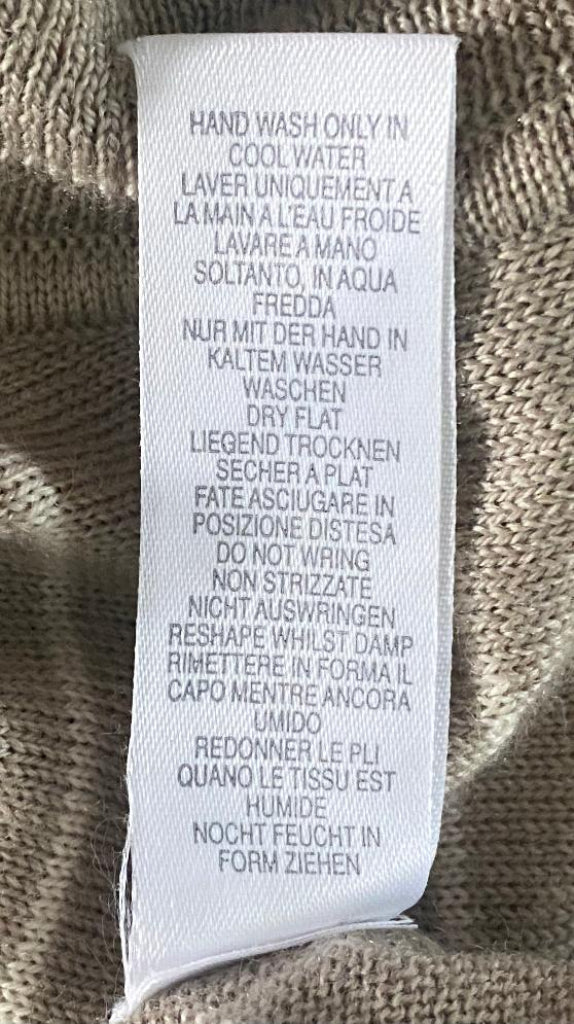 HAND WASH ONLY IN
COOL WATER
LAVER UNIQUEMENT A
LA MAIN A L'EAU FROIDE
LAVARE A MANO
SOLTANTO, IN AQUA
FREDDA
NUR MIT DER HAND IN
KALTEM WASSER
WASCHEN
DRY FLAT
LIEGEND TROCKNEN
SECHER A PLAT
FATE ASCIUGARE IN
POSIZIONE DISTESA
DO NOT WRING
NON STRIZZATE
NICHT AUSWRINGEN
RESHAPE WHILST DAMP
RIMETTERE IN FORMA IL
CAPO MENTRE ANCORA
UMIDO
REDONNER LE PLI
QUANO LE TISSU EST
HUMIDE
NOCHT FEUCHT IN
FORM ZIEHEN